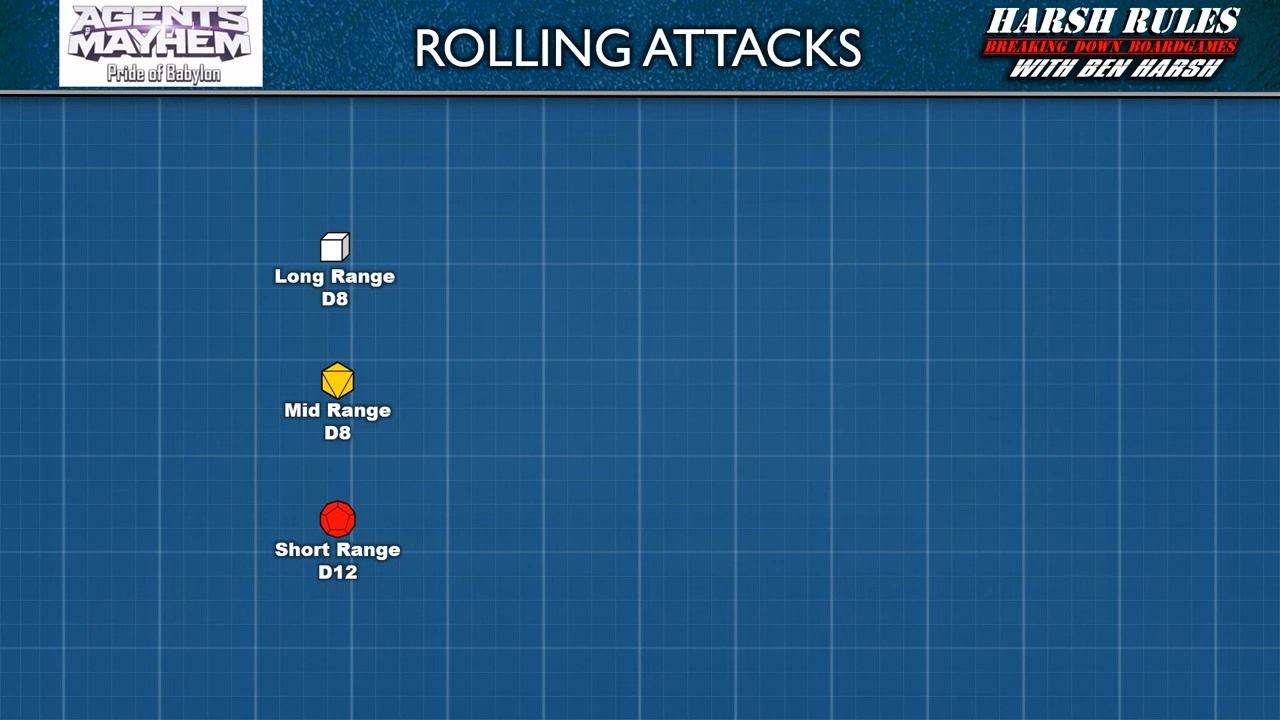 AGENTS
OF
MAYHEM
Pride of Babylon
ROLLING ATTACKS
HARSH RULES
BREAKING DOWN BOARDGAMES
WITH BEN HARSH
Long Range
D8
Mid Range
D8
Short Range
D12